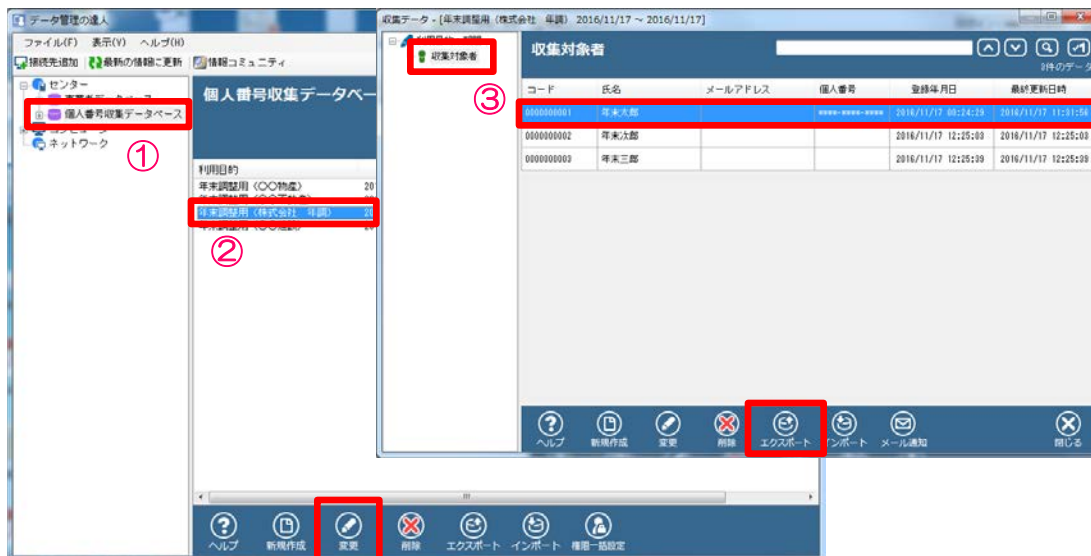 データ管理の達人
ファイル(F) 表示(V) ヘルプ(H)
接続先追加 最新の情報に更新 情報コミュニティ
センター
個人番号収集データベース
ネットワーク
①
個人番号収集データベー
利用目的
年末調整用（〇〇物産） 20
年末調整用（株式会社 年調） 20
②
ヘルプ 新規作成 変更 削除 エクスポート インポート 権限一括設定
収集データ - [年末調整用（株式会社 年調） 2016/11/17 ～ 2016/11/17]
収集対象者
③
収集対象者
3件のデータ
コード 氏名 メールアドレス 個人番号 登録年月日 最終更新日時
0000000001 年末太郎 ****-****-**** 2016/11/17 09:24:29 2016/11/17 11:31:56
0000000002 年末次郎 2016/11/17 12:25:03 2016/11/17 12:25:03
0000000003 年末三郎 2016/11/17 12:25:39 2016/11/17 12:25:39
ヘルプ 新規作成 変更 削除 エクスポート インポート メール通知 閉じる